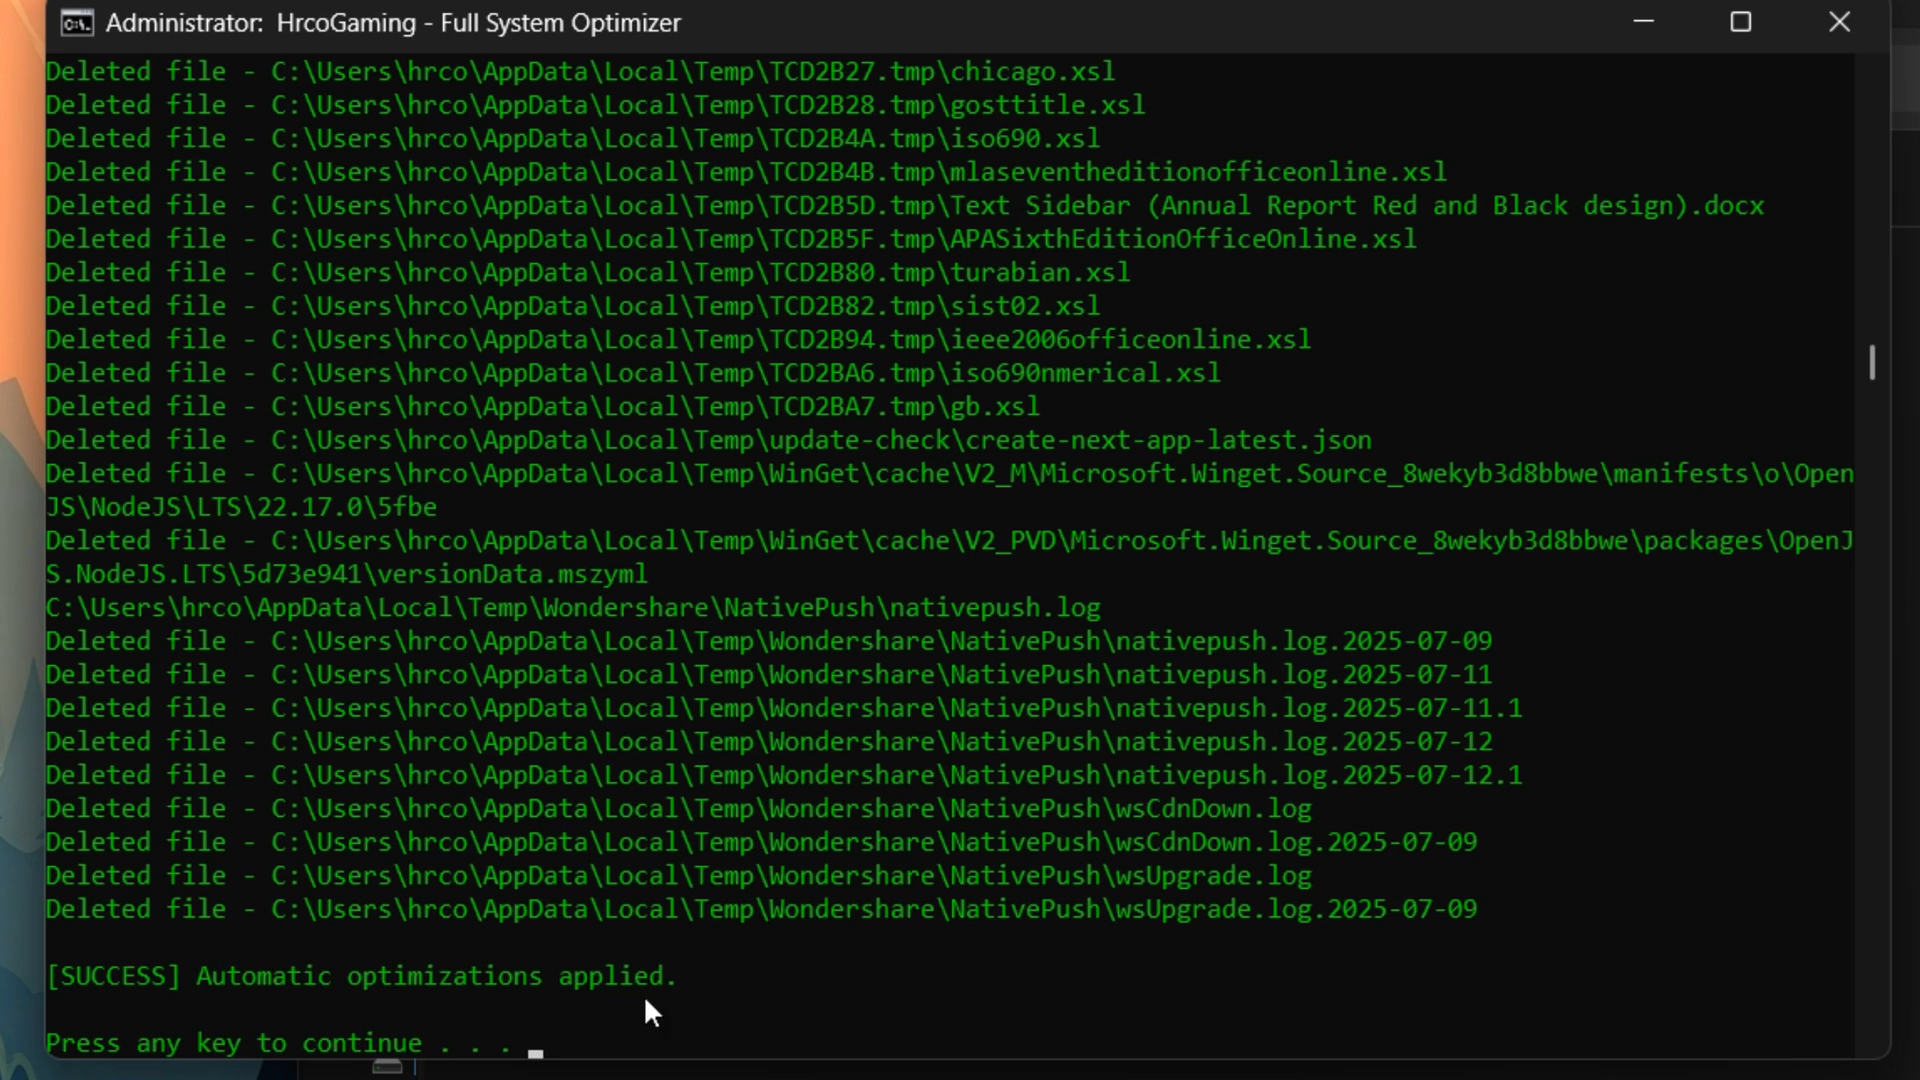 Administrator:  HrcoGaming - Full System Optimizer
Deleted file - C:\Users\hrco\AppData\Local\Temp\TCD2B27.tmp\chicago.xsl
Deleted file - C:\Users\hrco\AppData\Local\Temp\TCD2B28.tmp\gosttitle.xsl
Deleted file - C:\Users\hrco\AppData\Local\Temp\TCD2B4A.tmp\iso690.xsl
Deleted file - C:\Users\hrco\AppData\Local\Temp\TCD2B4B.tmp\mlaseventheditionofficeonline.xsl
Deleted file - C:\Users\hrco\AppData\Local\Temp\TCD2B5D.tmp\Text Sidebar (Annual Report Red and Black design).docx
Deleted file - C:\Users\hrco\AppData\Local\Temp\TCD2B5F.tmp\APASixthEditionOfficeOnline.xsl
Deleted file - C:\Users\hrco\AppData\Local\Temp\TCD2B80.tmp\turabian.xsl
Deleted file - C:\Users\hrco\AppData\Local\Temp\TCD2B82.tmp\sist02.xsl
Deleted file - C:\Users\hrco\AppData\Local\Temp\TCD2B94.tmp\ieee2006officeonline.xsl
Deleted file - C:\Users\hrco\AppData\Local\Temp\TCD2BA6.tmp\iso690nmerical.xsl
Deleted file - C:\Users\hrco\AppData\Local\Temp\TCD2BA7.tmp\gb.xsl
Deleted file - C:\Users\hrco\AppData\Local\Temp\update-check\create-next-app-latest.json
Deleted file - C:\Users\hrco\AppData\Local\Temp\WinGet\cache\V2_M\Microsoft.Winget.Source_8wekyb3d8bbwe\manifests\o\Open
JS\NodeJS\LTS\22.17.0\5fbe
Deleted file - C:\Users\hrco\AppData\Local\Temp\WinGet\cache\V2_PVD\Microsoft.Winget.Source_8wekyb3d8bbwe\packages\OpenJ
S.NodeJS.LTS\5d73e941\versionData.mszyml
C:\Users\hrco\AppData\Local\Temp\Wondershare\NativePush\nativepush.log
Deleted file - C:\Users\hrco\AppData\Local\Temp\Wondershare\NativePush\nativepush.log.2025-07-09
Deleted file - C:\Users\hrco\AppData\Local\Temp\Wondershare\NativePush\nativepush.log.2025-07-11
Deleted file - C:\Users\hrco\AppData\Local\Temp\Wondershare\NativePush\nativepush.log.2025-07-11.1
Deleted file - C:\Users\hrco\AppData\Local\Temp\Wondershare\NativePush\nativepush.log.2025-07-12
Deleted file - C:\Users\hrco\AppData\Local\Temp\Wondershare\NativePush\nativepush.log.2025-07-12.1
Deleted file - C:\Users\hrco\AppData\Local\Temp\Wondershare\NativePush\wsCdnDown.log
Deleted file - C:\Users\hrco\AppData\Local\Temp\Wondershare\NativePush\wsCdnDown.log.2025-07-09
Deleted file - C:\Users\hrco\AppData\Local\Temp\Wondershare\NativePush\wsUpgrade.log
Deleted file - C:\Users\hrco\AppData\Local\Temp\Wondershare\NativePush\wsUpgrade.log.2025-07-09
[SUCCESS] Automatic optimizations applied.
Press any key to continue . . .